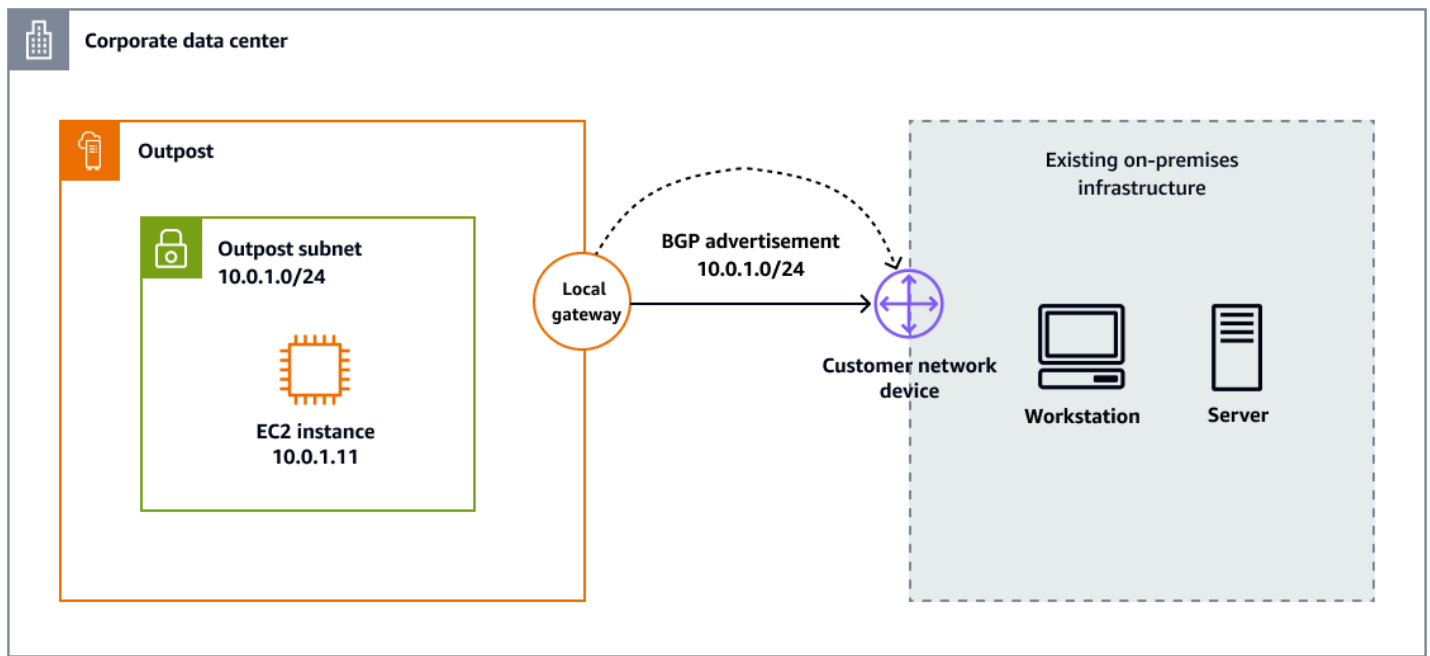 Corporate data center
Outpost
Outpost subnet
10.0.1.0/24
EC2 instance
10.0.1.11
Local
gateway
BGP advertisement
10.0.1.0/24
Customer network
device
Existing on-premises
infrastructure
Workstation
Server